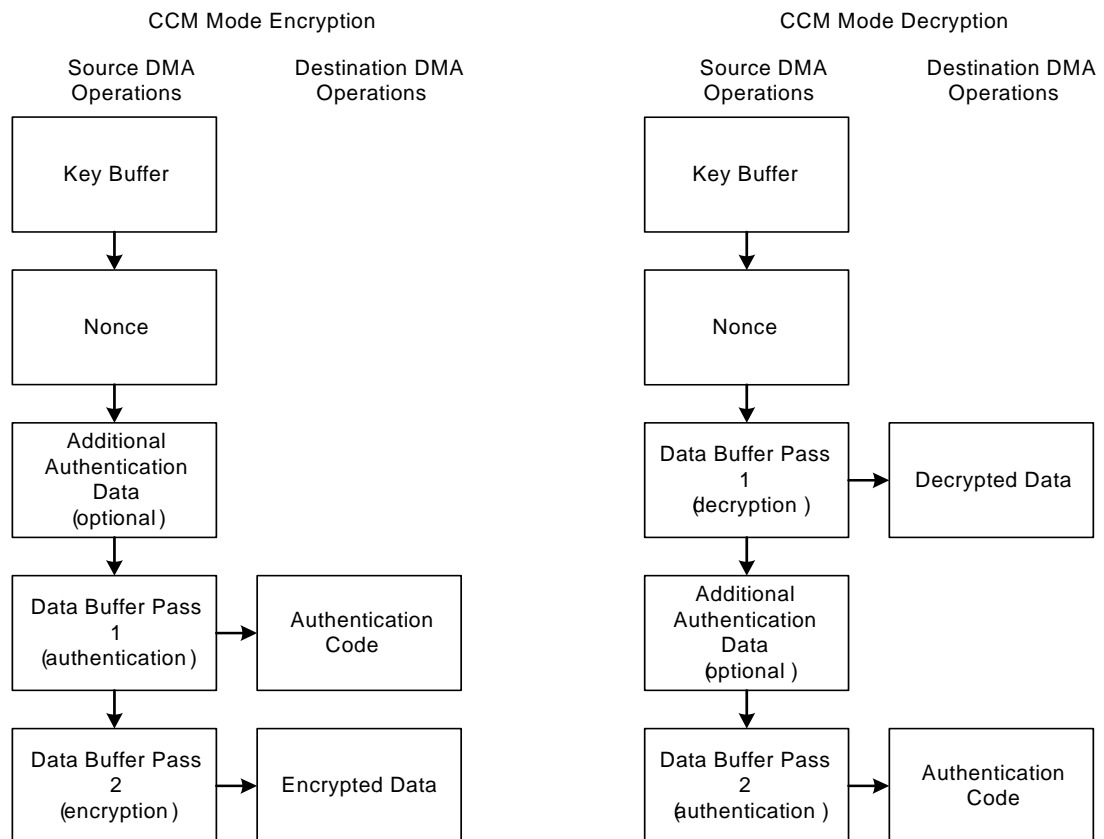 CCM Mode Encryption
Source DMA
Operations
Destination DMA
Operations
Key Buffer
Nonce
Additional
Authentication
Data
(optional)
Data Buffer Pass
1
(authentication)
Authentication
Code
Data Buffer Pass
2
(encryption)
Encrypted Data
CCM Mode Decryption
Source DMA
Operations
Destination DMA
Operations
Key Buffer
Nonce
Data Buffer Pass
1
(decryption)
Decrypted Data
Additional
Authentication
Data
(optional)
Data Buffer Pass
2
(authentication)
Authentication
Code